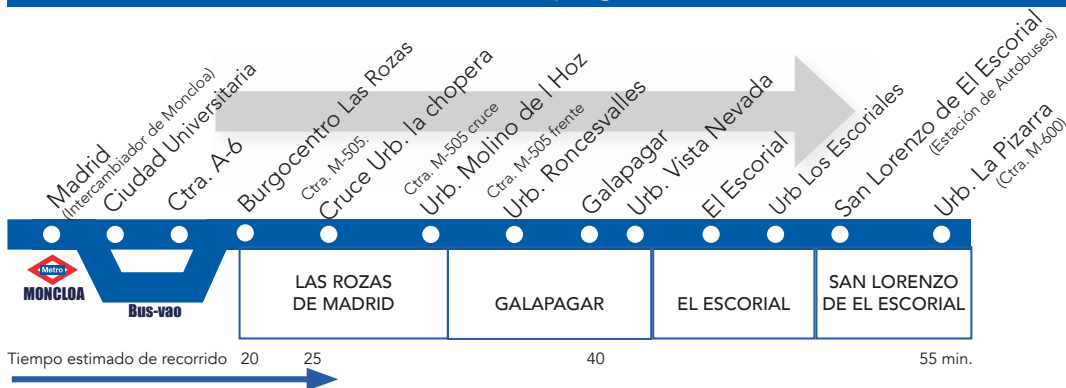 Madrid
(Intercambiador de Moncloa)
Ciudad Universitaria
Ctra. A-6
Burgocentro Las Rozas
Ctra. M-505.
Cruce Urb. la chopera
Ctra. M-505 cruce
Urb. Molino de l Hoz
Ctra. M-505 frente
Urb. Roncesvalles
Galapagar
Urb. Vista Nevada
El Escorial
Urb Los Escoriales
San Lorenzo de El Escorial
(Estación de Autobuses)
Urb. La Pizarra
(Ctra. M-600)
Metro
MONCLOA
Bus-vao
LAS ROZAS
DE MADRID
GALAPAGAR
EL ESCORIAL
SAN LORENZO
DE EL ESCORIAL
Tiempo estimado de recorrido 20 25 40 55 min.